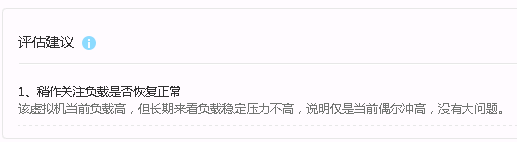 评估建议
1、稍作关注负载是否恢复正常
该虚拟机当前负载高，但长期来看负载稳定压力不高，说明仅是当前偶尔冲高，没有大问题。